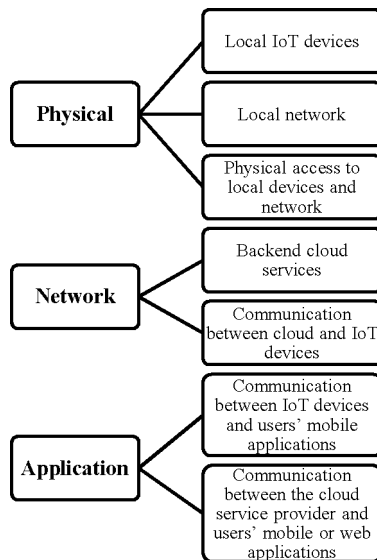 Physical
Local IoT devices
Local network
Physical access to
local devices and
network
Network
Backend cloud
services
Communication
between cloud and IoT
devices
Application
Communication
between IoT devices
and users’ mobile
applications
Communication
between the cloud
service provider and
users’ mobile or web
applications